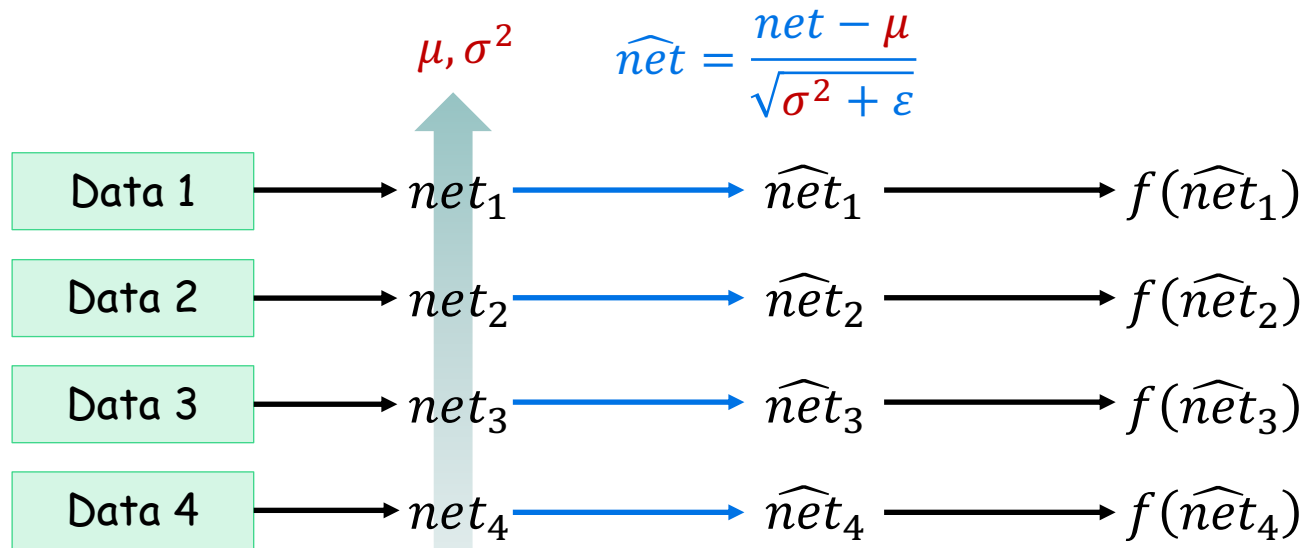 μ, σ² n̂et = (net − μ) / √(σ² + ε)
Data 1 net₁ n̂et₁ f(n̂et₁)
Data 2 net₂ n̂et₂ f(n̂et₂)
Data 3 net₃ n̂et₃ f(n̂et₃)
Data 4 net₄ n̂et₄ f(n̂et₄)